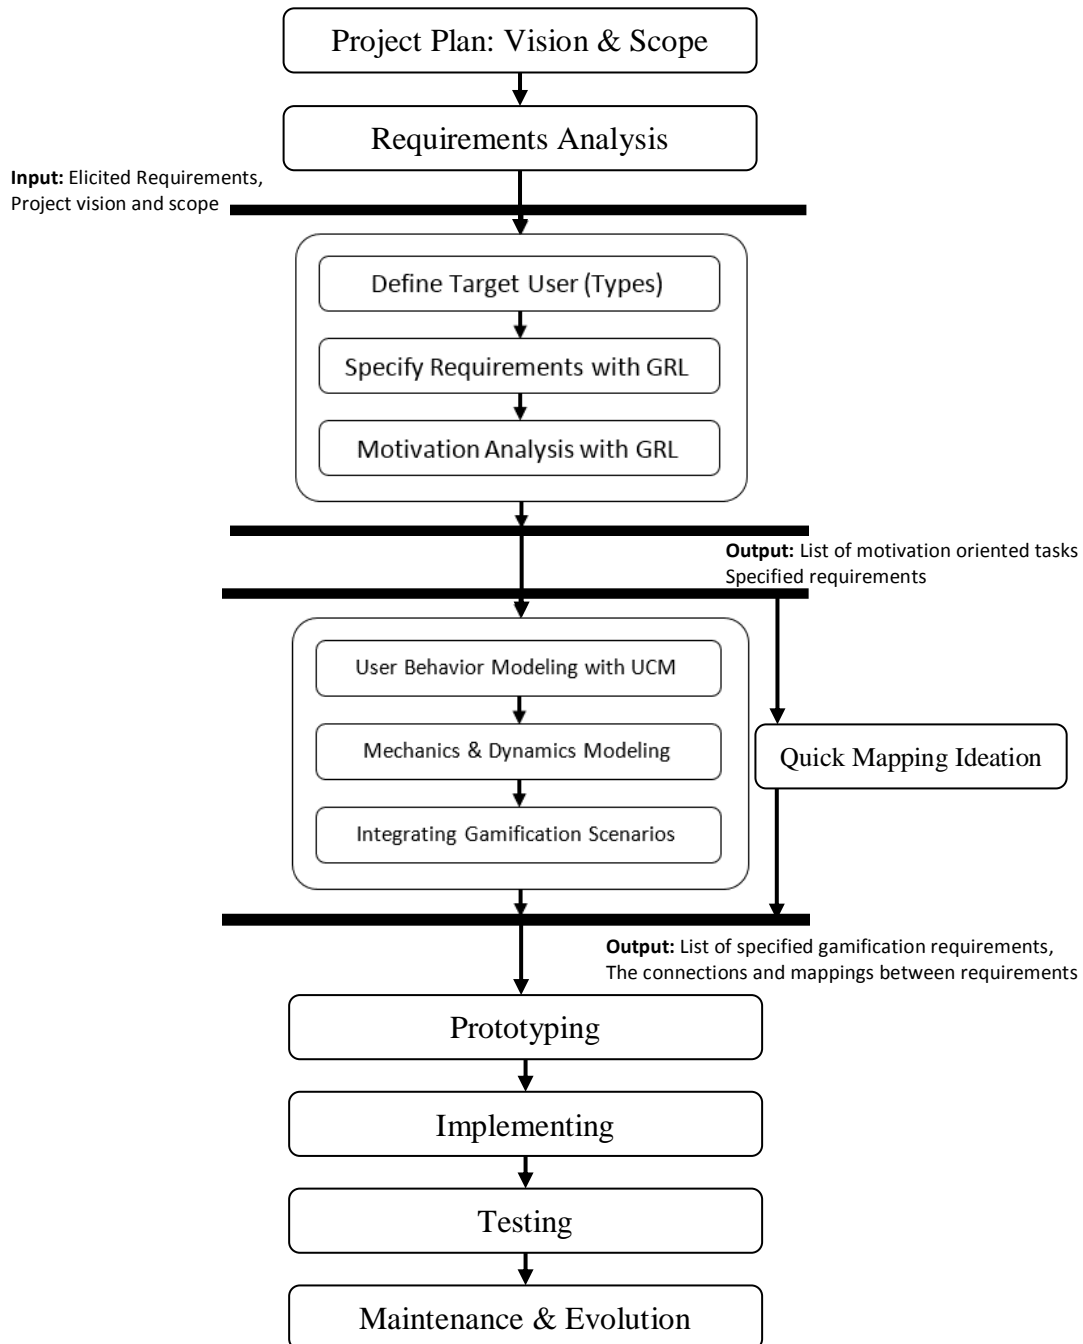 Project Plan: Vision & Scope
Requirements Analysis
Input: Elicited Requirements,
Project vision and scope
Define Target User (Types)
Specify Requirements with GRL
Motivation Analysis with GRL
Output: List of motivation oriented tasks
Specified requirements
User Behavior Modeling with UCM
Mechanics & Dynamics Modeling
Quick Mapping Ideation
Integrating Gamification Scenarios
Output: List of specified gamification requirements,
The connections and mappings between requirements
Prototyping
Implementing
Testing
Maintenance & Evolution